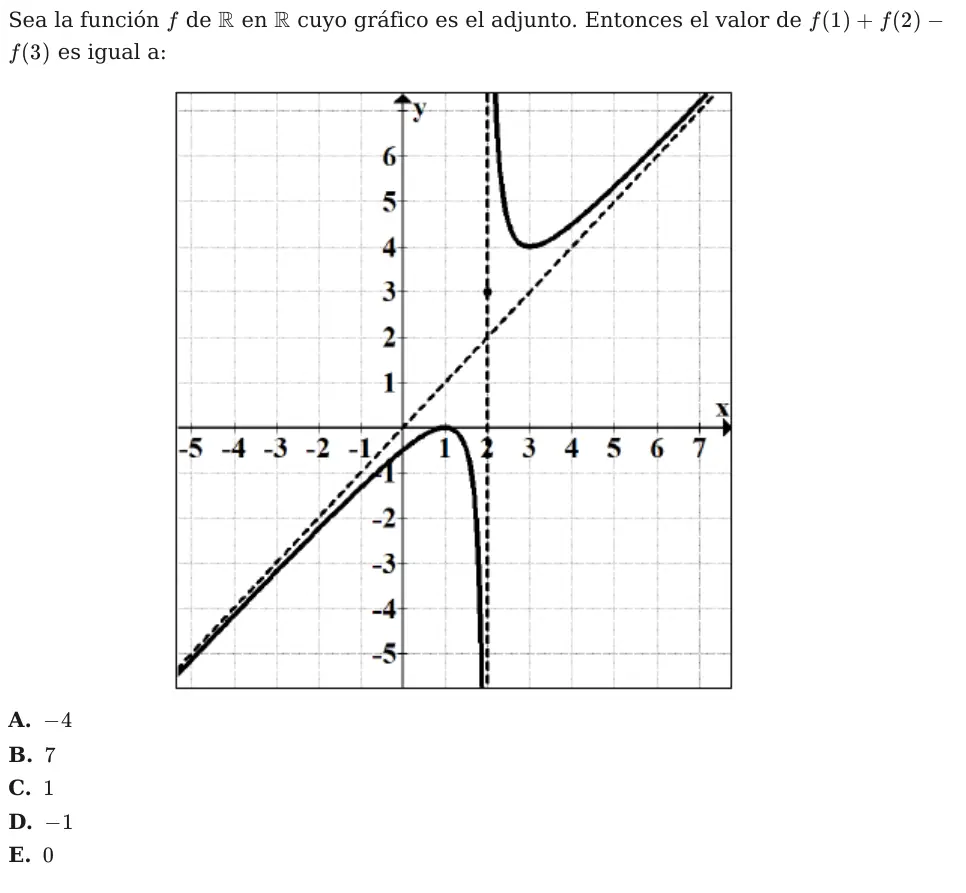 Sea la función f de ℝ en ℝ cuyo gráfico es el adjunto. Entonces el valor de f(1) + f(2) −
f(3) es igual a:
y
6
5
4
3
2
1
x
-5 -4 -3 -2 -1 1 2 3 4 5 6 7
-1
-2
-3
-4
-5
A. −4
B. 7
C. 1
D. −1
E. 0